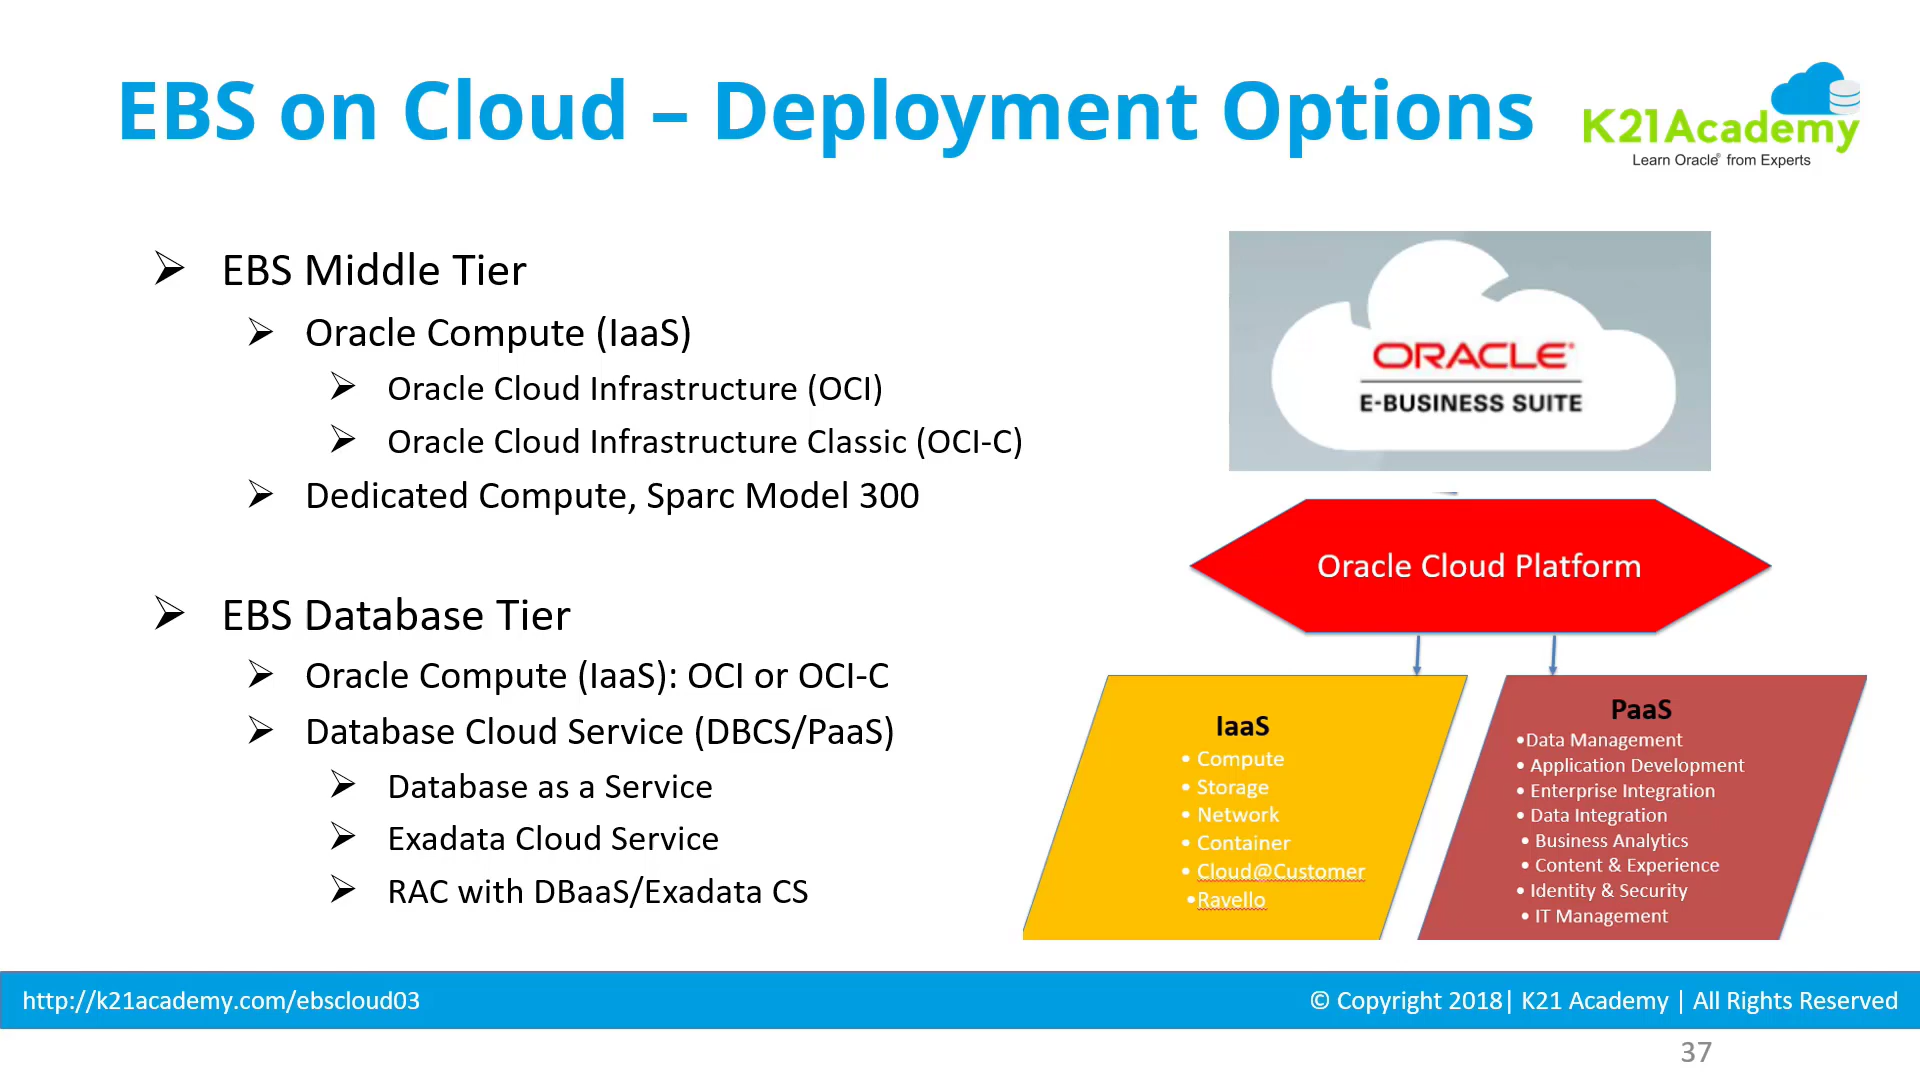 EBS on Cloud – Deployment Options
K21Academy
Learn Oracle® from Experts
➢ EBS Middle Tier
➢ Oracle Compute (IaaS)
➢ Oracle Cloud Infrastructure (OCI)
➢ Oracle Cloud Infrastructure Classic (OCI-C)
➢ Dedicated Compute, Sparc Model 300
➢ EBS Database Tier
➢ Oracle Compute (IaaS): OCI or OCI-C
➢ Database Cloud Service (DBCS/PaaS)
➢ Database as a Service
➢ Exadata Cloud Service
➢ RAC with DBaaS/Exadata CS
ORACLE®
E-BUSINESS SUITE
Oracle Cloud Platform
IaaS
• Compute
• Storage
• Network
• Container
• Cloud@Customer
•Ravello
PaaS
•Data Management
• Application Development
• Enterprise Integration
• Data Integration
• Business Analytics
• Content & Experience
• Identity & Security
• IT Management
http://k21academy.com/ebscloud03
© Copyright 2018| K21 Academy | All Rights Reserved
37